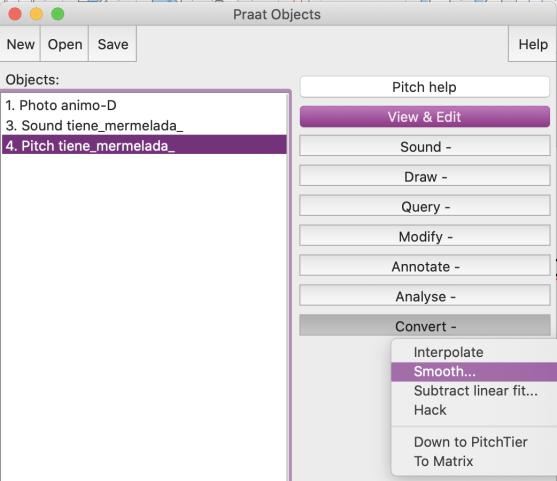 Praat Objects
New Open Save Help
Objects:
1. Photo animo-D
3. Sound tiene_mermelada_
4. Pitch tiene_mermelada_
Pitch help
View & Edit
Sound -
Draw -
Query -
Modify -
Annotate -
Analyse -
Convert -
Interpolate
Smooth...
Subtract linear fit...
Hack
Down to PitchTier
To Matrix